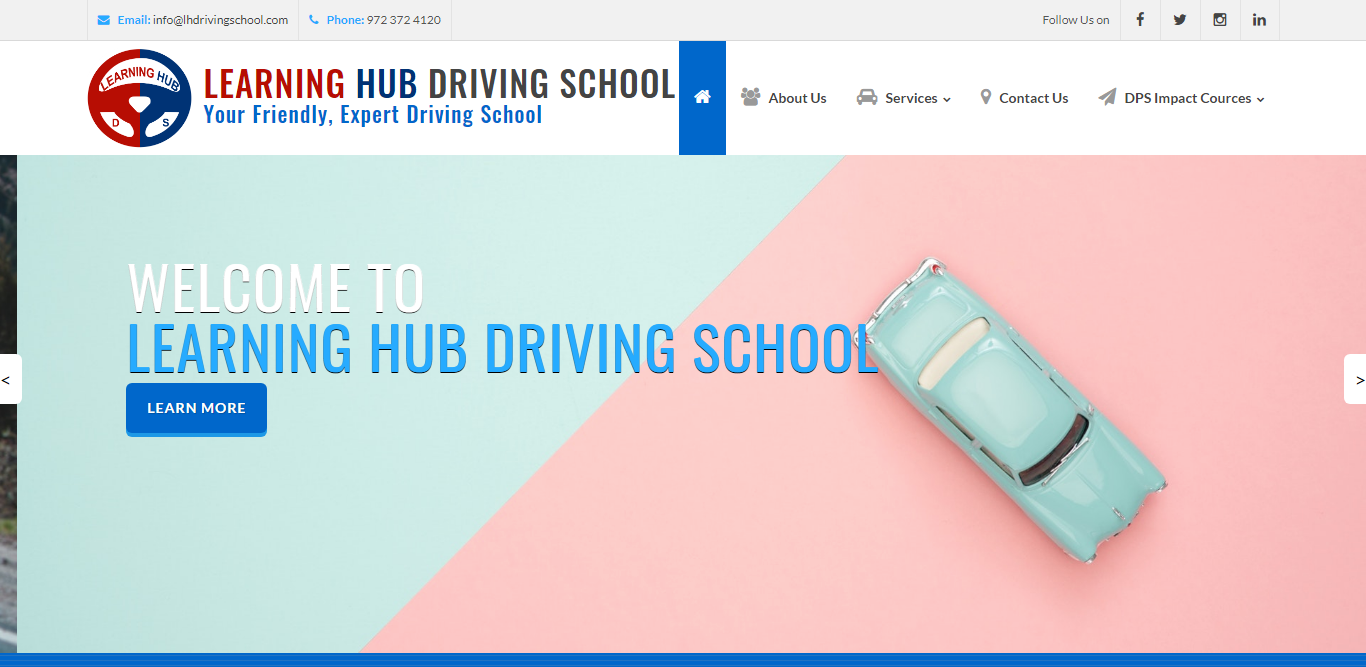 Email: info@lhdrivingschool.com Phone: 972 372 4120 Follow Us on
LEARNING HUB
D S
LEARNING HUB DRIVING SCHOOL
Your Friendly, Expert Driving School
About Us Services Contact Us DPS Impact Cources
WELCOME TO
LEARNING HUB DRIVING SCHOOL
< >
LEARN MORE